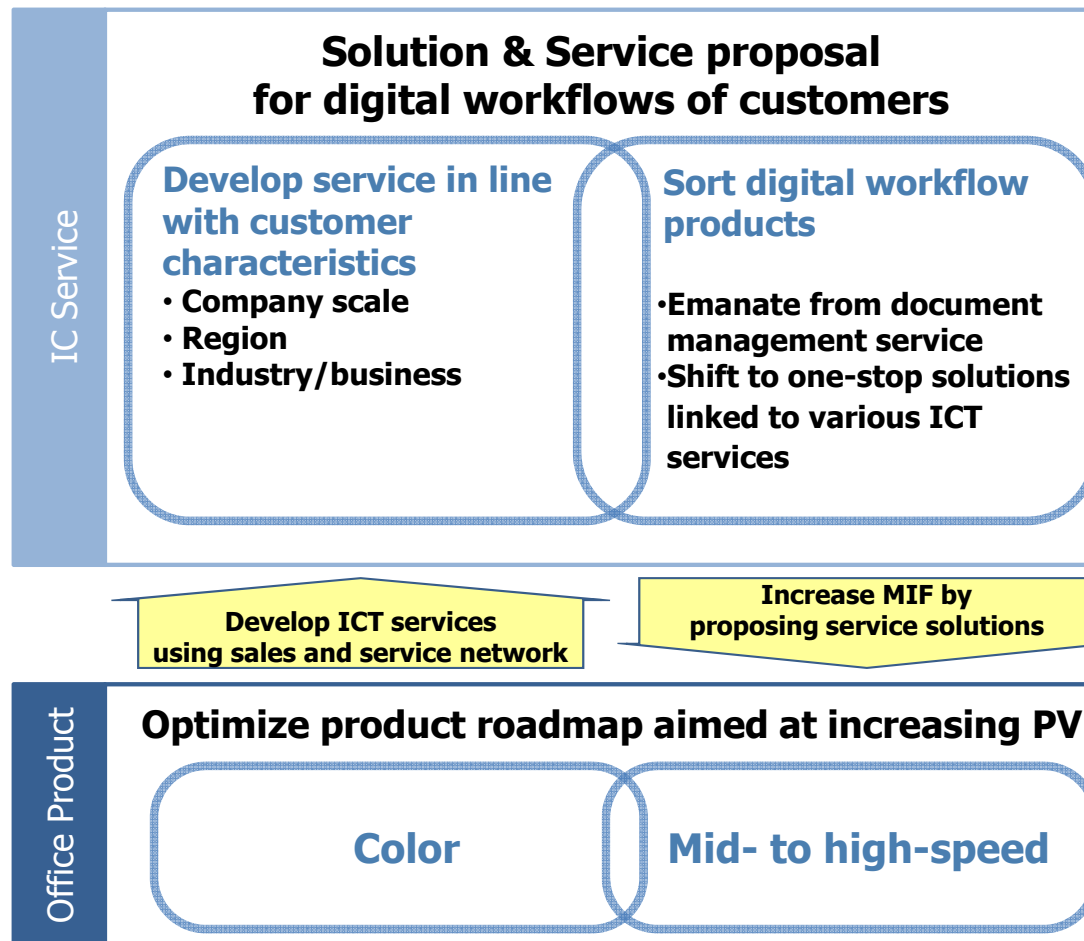 IC Service
Solution & Service proposal
for digital workflows of customers
Develop service in line
with customer
characteristics
• Company scale
• Region
• Industry/business
Sort digital workflow
products
•Emanate from document
management service
•Shift to one-stop solutions
linked to various ICT
services
Develop ICT services
using sales and service network
Increase MIF by
proposing service solutions
Office Product
Optimize product roadmap aimed at increasing PV
Color
Mid- to high-speed